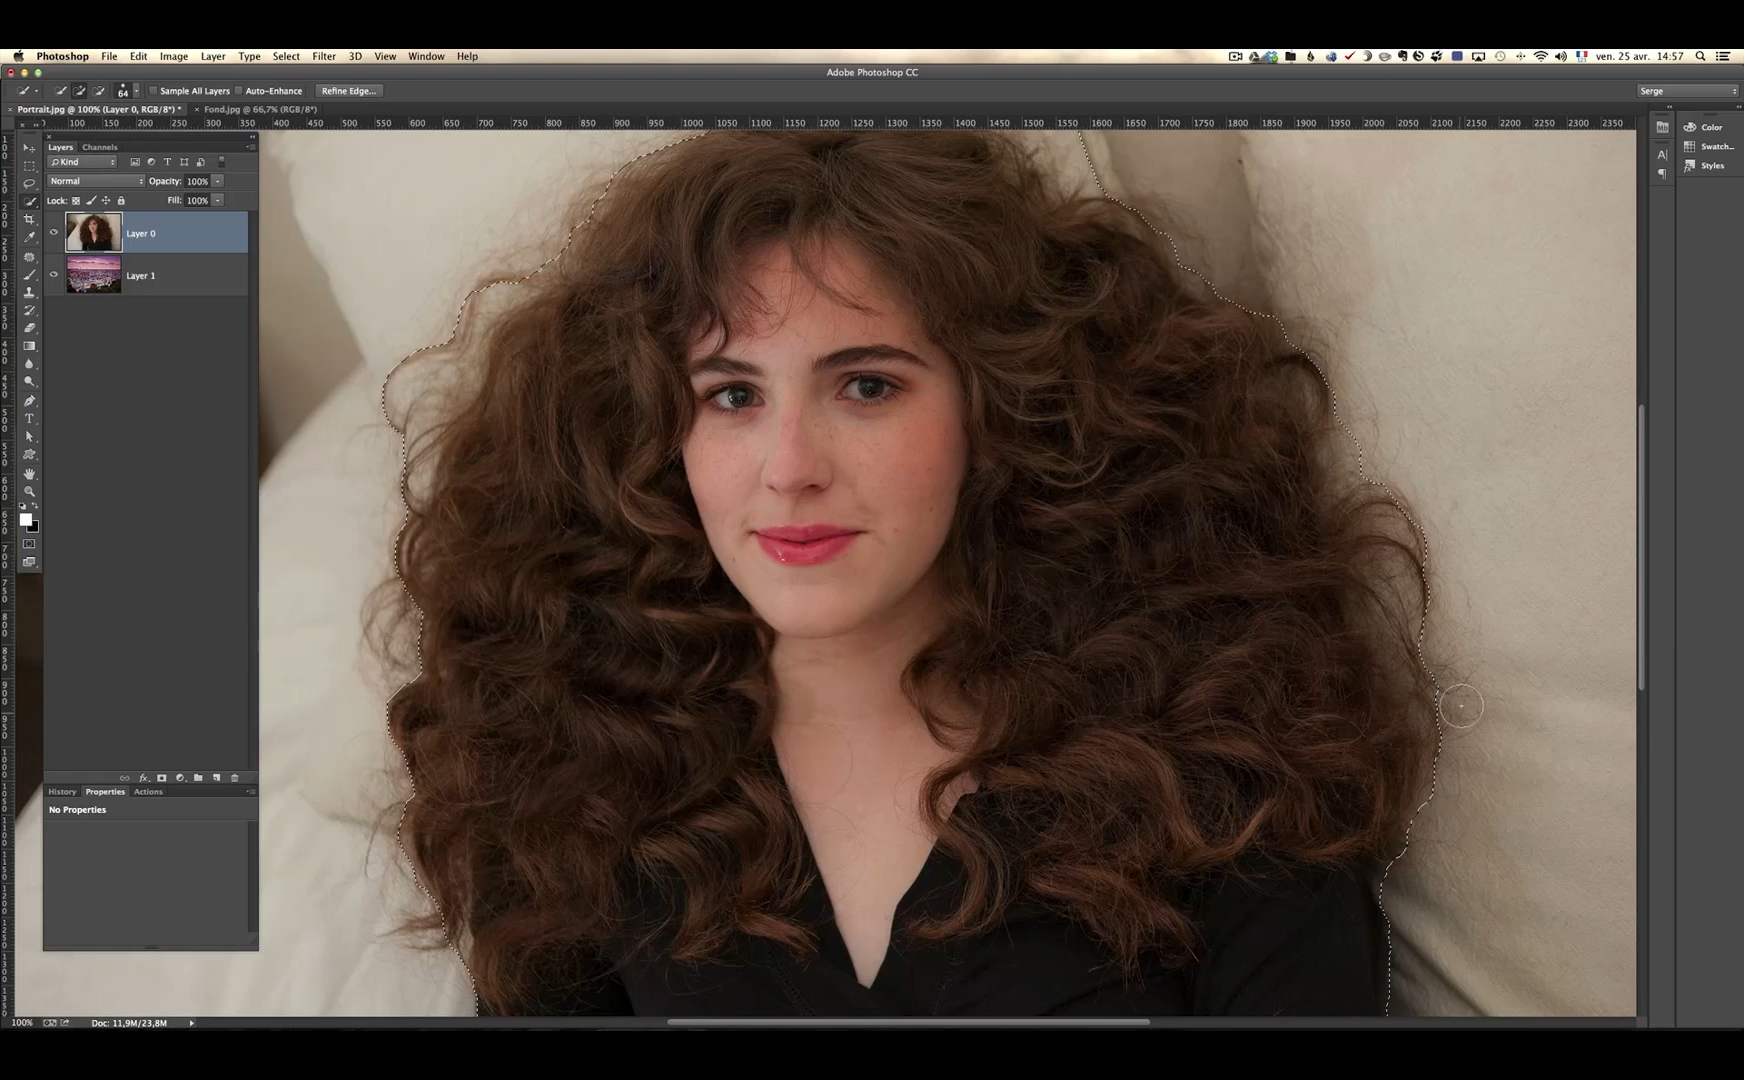 Photoshop File Edit Image Layer Type Select Filter 3D View Window Help ven. 25 avr. 14:57
Adobe Photoshop CC
64 Sample All Layers Auto-Enhance Refine Edge... Serge
Portrait.jpg @ 100% (Layer 0, RGB/8*) * Fond.jpg @ 66,7% (RGB/8*)
100 150 200 250 300 350 400 450 500 550 600 650 700 750 800 850 900 950 1000 1050 1100 1150 1200 1250 1300 1350 1400 1450 1500 1550 1600 1650 1700 1750 1800 1850 1900 1950 2000 2050 2100 2150 2200 2250 2300 2350
Layers Channels
Kind
Normal Opacity: 100%
Lock: Fill: 100%
Layer 0
Layer 1
fx
History Properties Actions
No Properties
Mb Color
Swatch...
Styles
100% Doc: 11,9M/23,8M